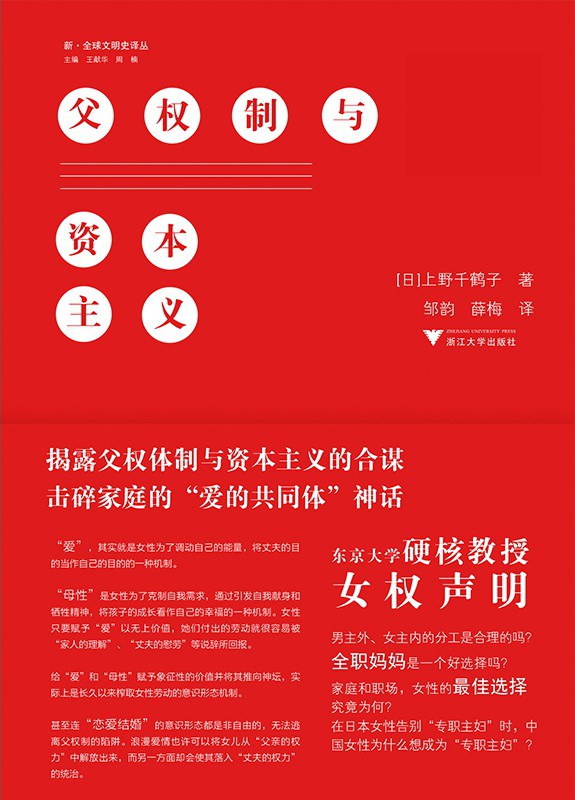 新·全球文明史译丛
主编 王献华 周 楠
父权制与
资本
主义
[日]上野千鹤子 著
邹韵 薛梅 译
ZHEJIANG UNIVERSITY PRESS
浙江大学出版社
揭露父权体制与资本主义的合谋
击碎家庭的“爱的共同体”神话
“爱”，其实就是女性为了调动自己的能量，将丈夫的目
的当作自己的目的的一种机制。
“母性”是女性为了克制自我需求，通过引发自我献身和
牺牲精神，将孩子的成长看作自己的幸福的一种机制。女性
只要赋予“爱”以无上价值，她们付出的劳动就很容易被
“家人的理解”、“丈夫的慰劳”等说辞所回报。
给“爱”和“母性”赋予象征性的价值并将其推向神坛，实
际上是长久以来榨取女性劳动的意识形态机制。
甚至连“恋爱结婚”的意识形态都是非自由的，无法逃
离父权制的陷阱。浪漫爱情也许可以将女儿从“父亲的权
力”中解放出来，而另一方面却会使其落入“丈夫的权力”
的统治。
东京大学硬核教授
女权声明
男主外、女主内的分工是合理的吗？
全职妈妈是一个好选择吗？
家庭和职场，女性的最佳选择
究竟为何？
在日本女性告别“专职主妇”时，中
国女性为什么想成为“专职主妇”？